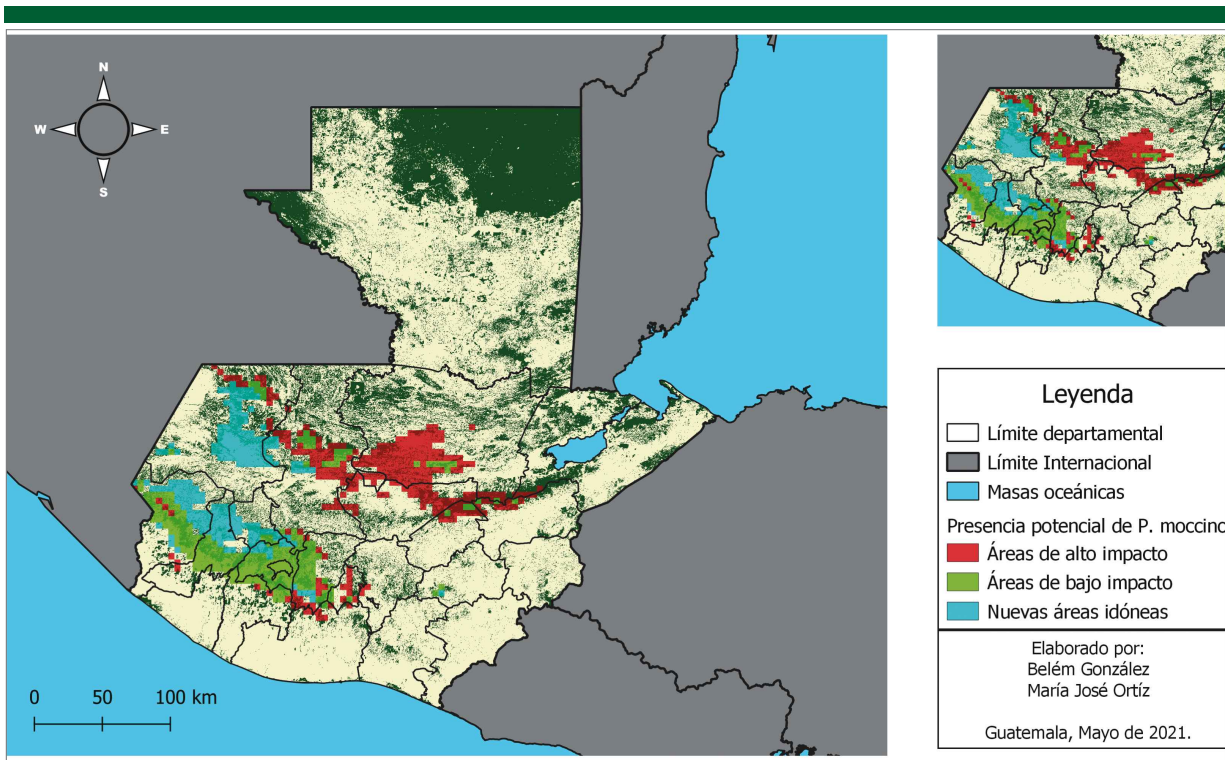 N
W
E
S
0 50 100 km
Leyenda
Límite departamental
Límite Internacional
Masas oceánicas
Presencia potencial de P. moccino
Áreas de alto impacto
Áreas de bajo impacto
Nuevas áreas idóneas
Elaborado por:
Belém González
María José Ortíz
Guatemala, Mayo de 2021.